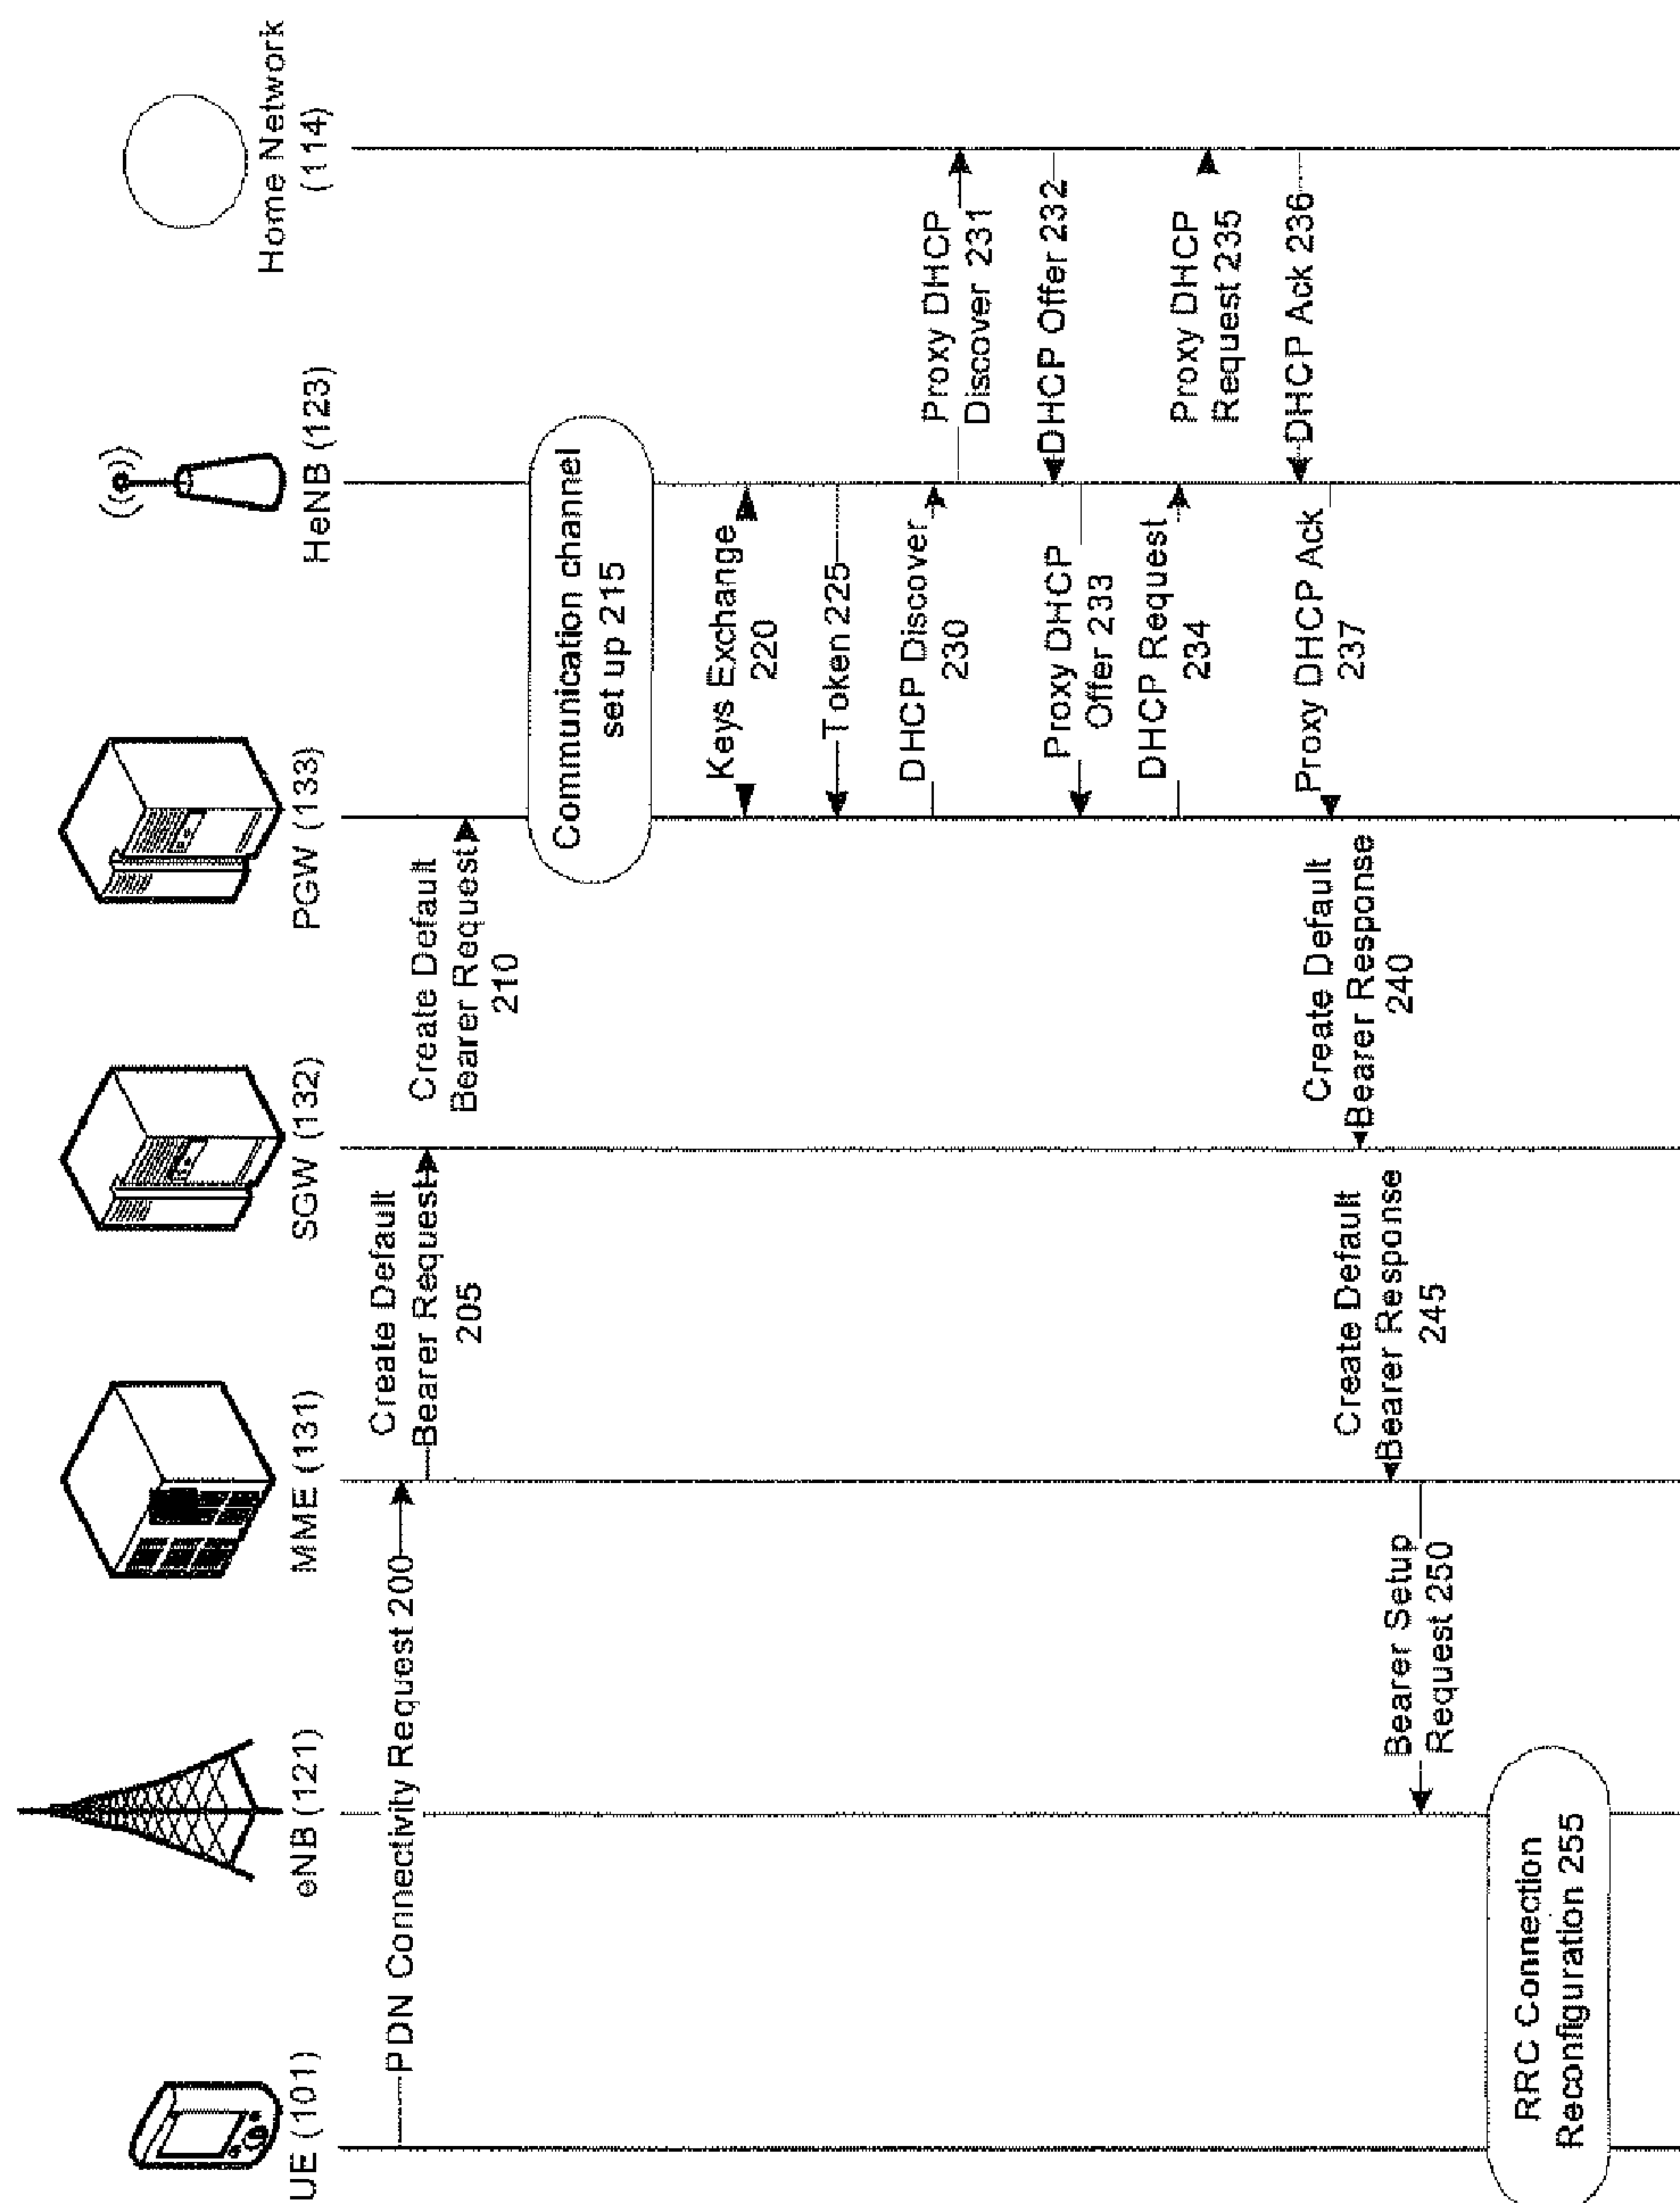 UE (101)
eNB (121)
MME (131)
SGW (132)
PGW (133)
HeNB (123)
Home Network
(114)
PDN Connectivity Request 200
Create Default
Bearer Request
205
Create Default
Bearer Request
210
Communication channel
set up 215
Keys Exchange
220
Token 225
DHCP Discover
230
Proxy DHCP
Discover 231
DHCP Offer 232
Proxy DHCP
Offer 233
DHCP Request
234
Proxy DHCP
Request 235
DHCP Ack 236
Proxy DHCP Ack
237
Create Default
Bearer Response
240
Create Default
Bearer Response
245
Bearer Setup
Request 250
RRC Connection
Reconfiguration 255